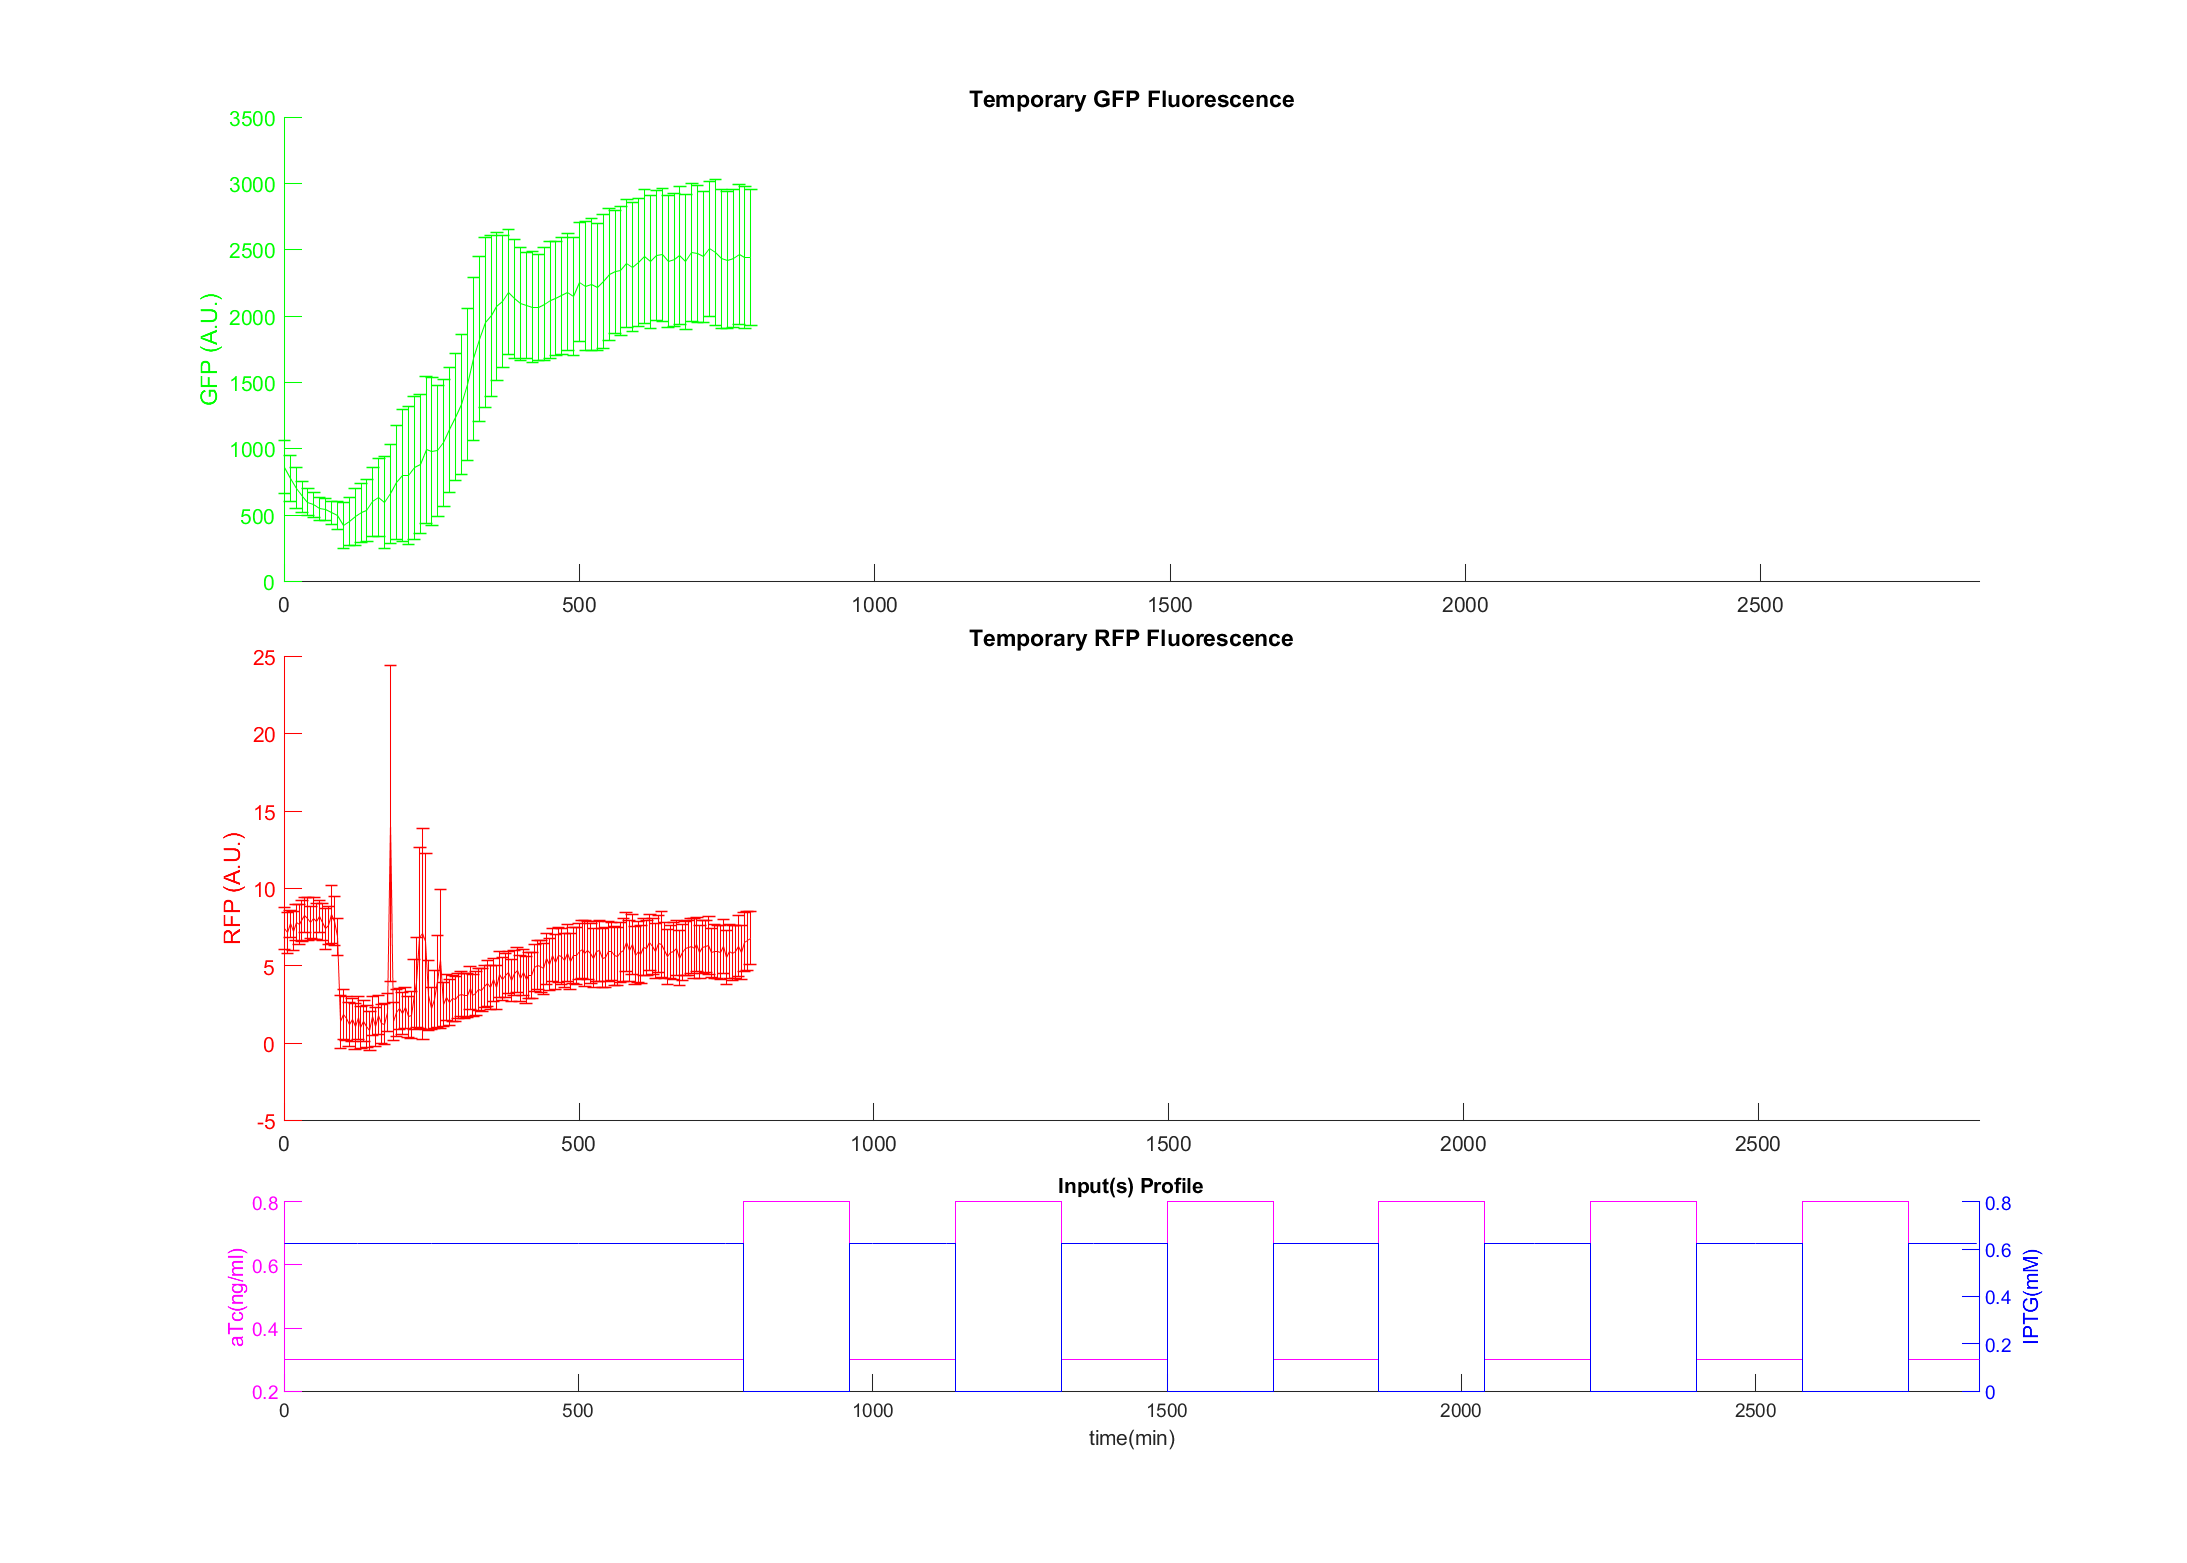 Temporary GFP Fluorescence
3500
3000
2500
2000
1500
1000
500
0
GFP (A.U.)
0 500 1000 1500 2000 2500
Temporary RFP Fluorescence
25
20
15
10
5
0
-5
RFP (A.U.)
0 500 1000 1500 2000 2500
Input(s) Profile
0.8
0.6
0.4
0.2
aTc(ng/ml)
0.8
0.6
0.4
0.2
0
IPTG(mM)
0 500 1000 1500 2000 2500
time(min)